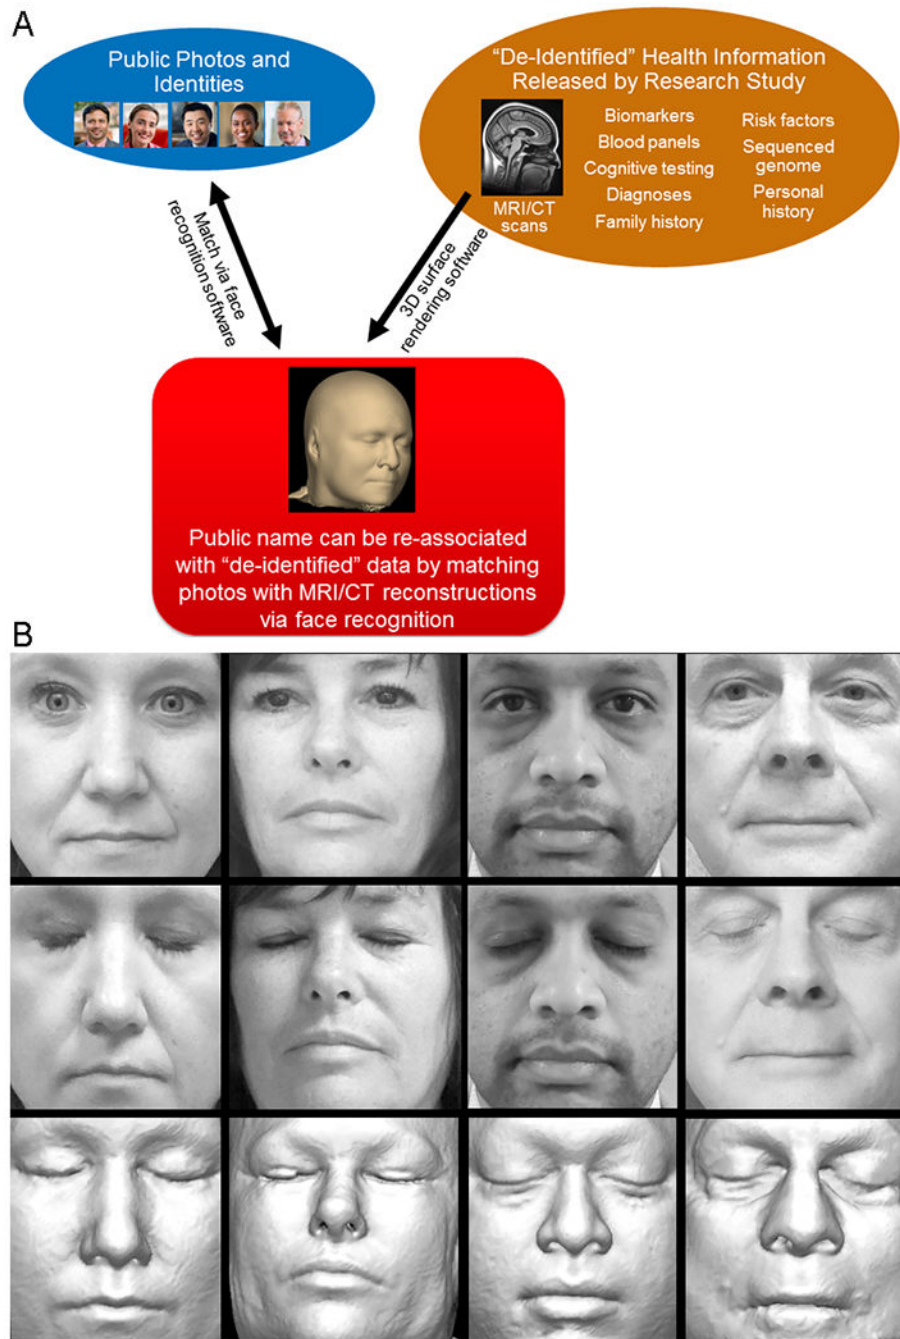 A
Public Photos and
Identities
“De-Identified” Health Information
Released by Research Study
MRI/CT
scans
Biomarkers
Blood panels
Cognitive testing
Diagnoses
Family history
Risk factors
Sequenced
genome
Personal
history
Match via face
recognition software
3D surface
rendering software
Public name can be re-associated
with “de-identified” data by matching
photos with MRI/CT reconstructions
via face recognition
B